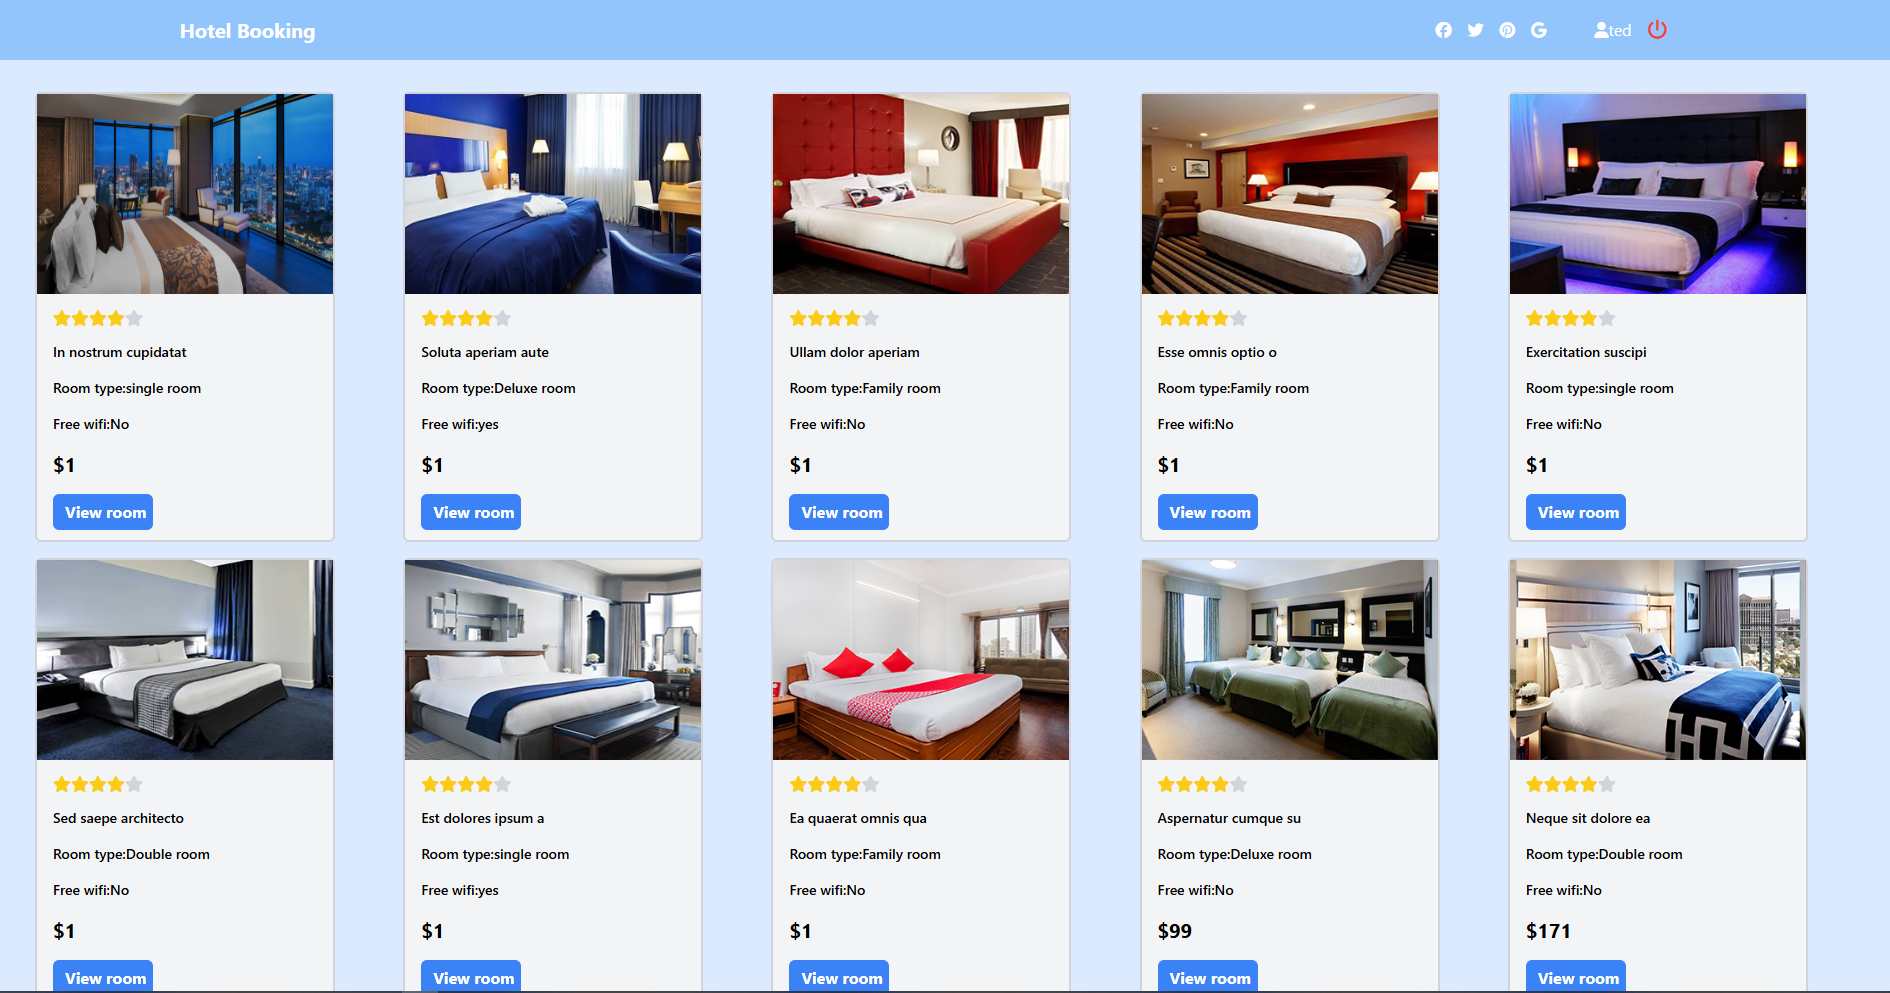 Hotel Booking
ted
In nostrum cupidatat
Room type:single room
Free wifi:No
$1
View room
Soluta aperiam aute
Room type:Deluxe room
Free wifi:yes
$1
View room
Ullam dolor aperiam
Room type:Family room
Free wifi:No
$1
View room
Esse omnis optio o
Room type:Family room
Free wifi:No
$1
View room
Exercitation suscipi
Room type:single room
Free wifi:No
$1
View room
Sed saepe architecto
Room type:Double room
Free wifi:No
$1
View room
Est dolores ipsum a
Room type:single room
Free wifi:yes
$1
View room
Ea quaerat omnis qua
Room type:Family room
Free wifi:No
$1
View room
Aspernatur cumque su
Room type:Deluxe room
Free wifi:No
$99
View room
Neque sit dolore ea
Room type:Double room
Free wifi:No
$171
View room